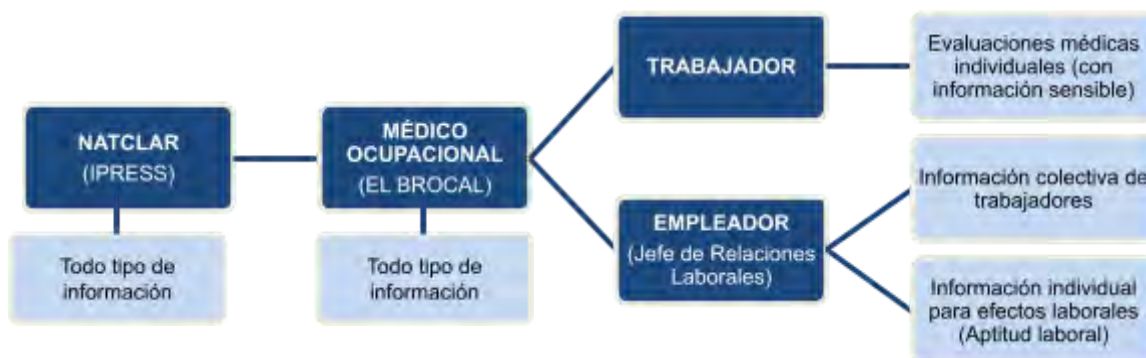 NATCLAR
(IPRESS)
Todo tipo de
información
MÉDICO
OCUPACIONAL
(EL BROCAL)
Todo tipo de
información
TRABAJADOR
Evaluaciones médicas
individuales (con
información sensible)
EMPLEADOR
(Jefe de Relaciones
Laborales)
Información colectiva de
trabajadores
Información individual
para efectos laborales
(Aptitud laboral)